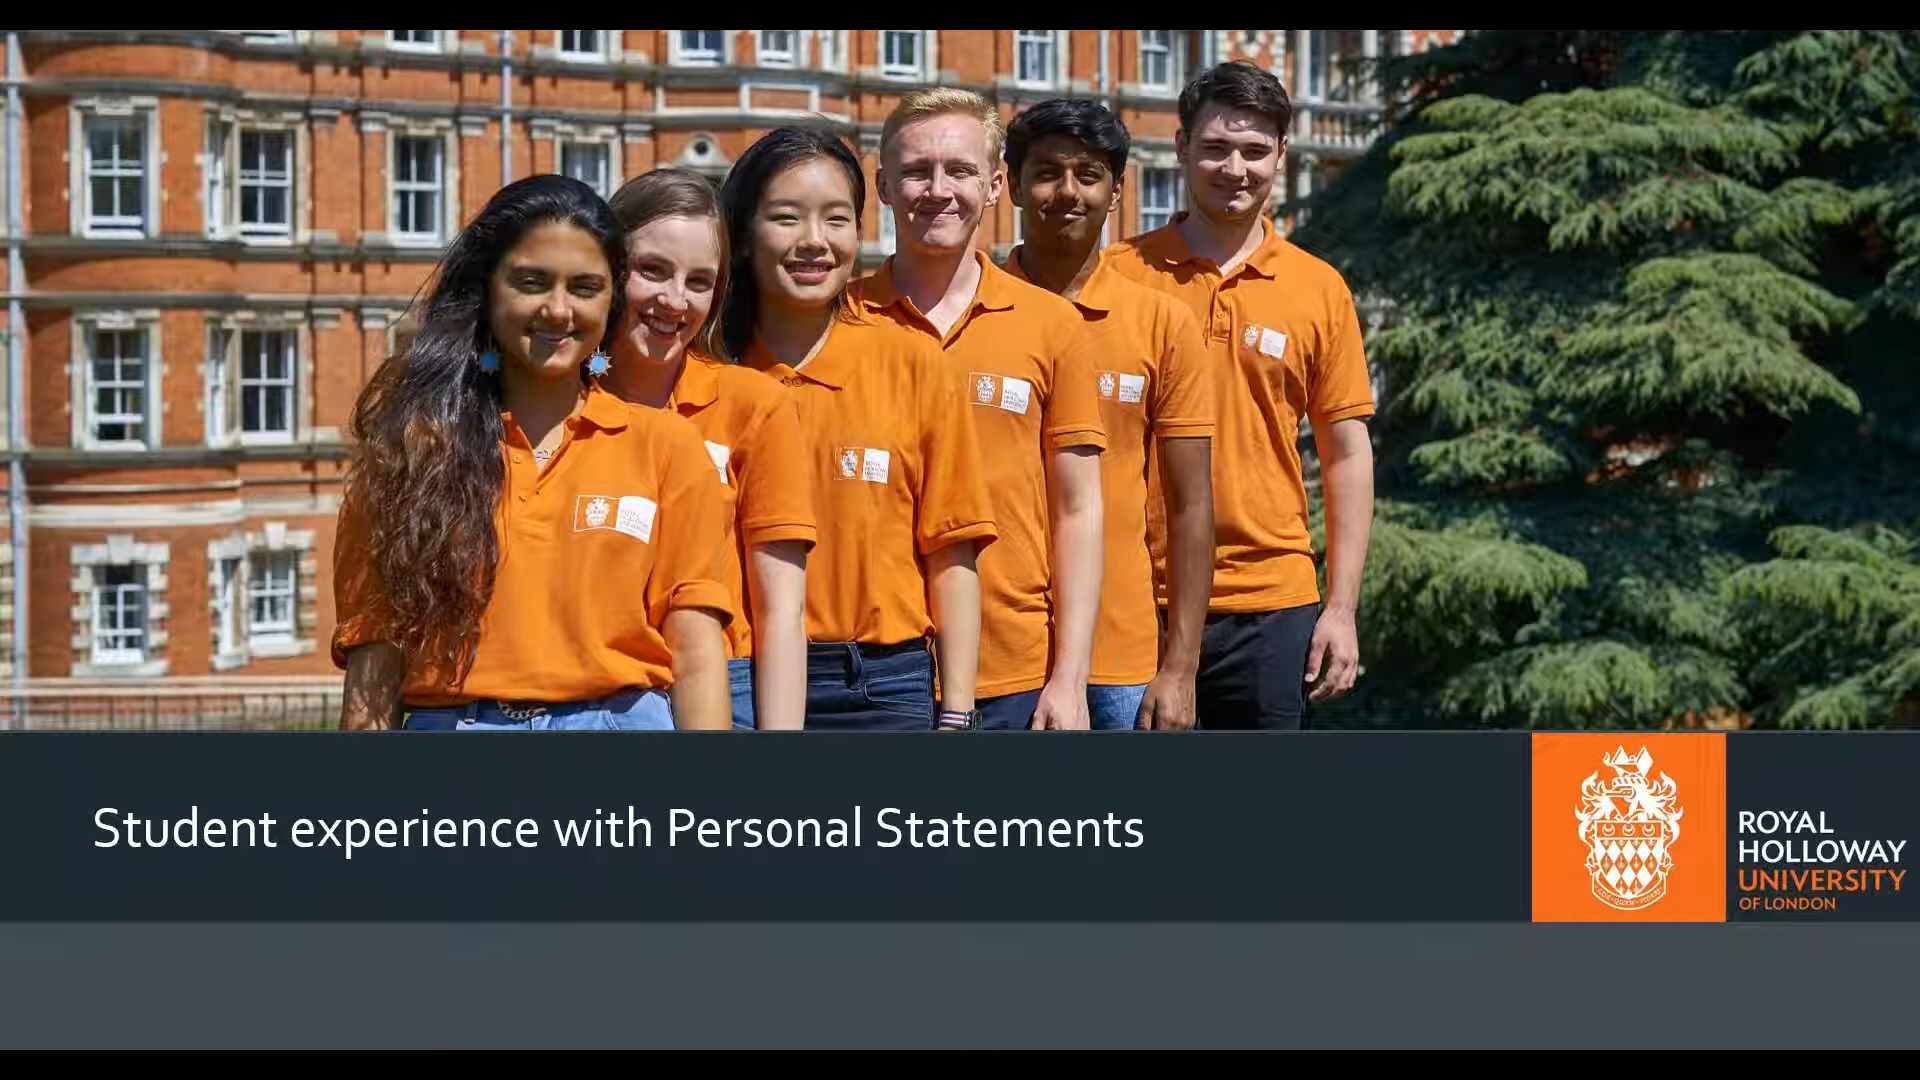 Student experience with Personal Statements
ROYAL
HOLLOWAY
UNIVERSITY
OF LONDON